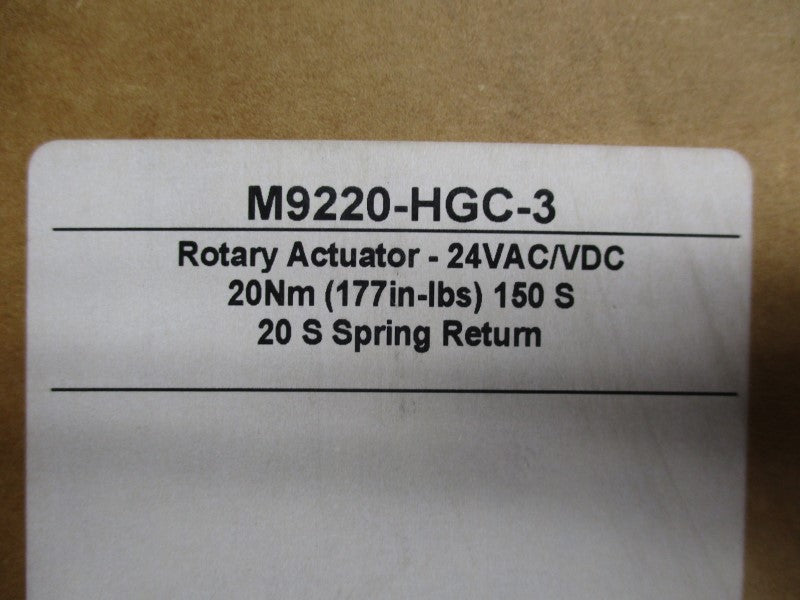 M9220-HGC-3
Rotary Actuator - 24VAC/VDC
20Nm (177in-lbs) 150 S
20 S Spring Return